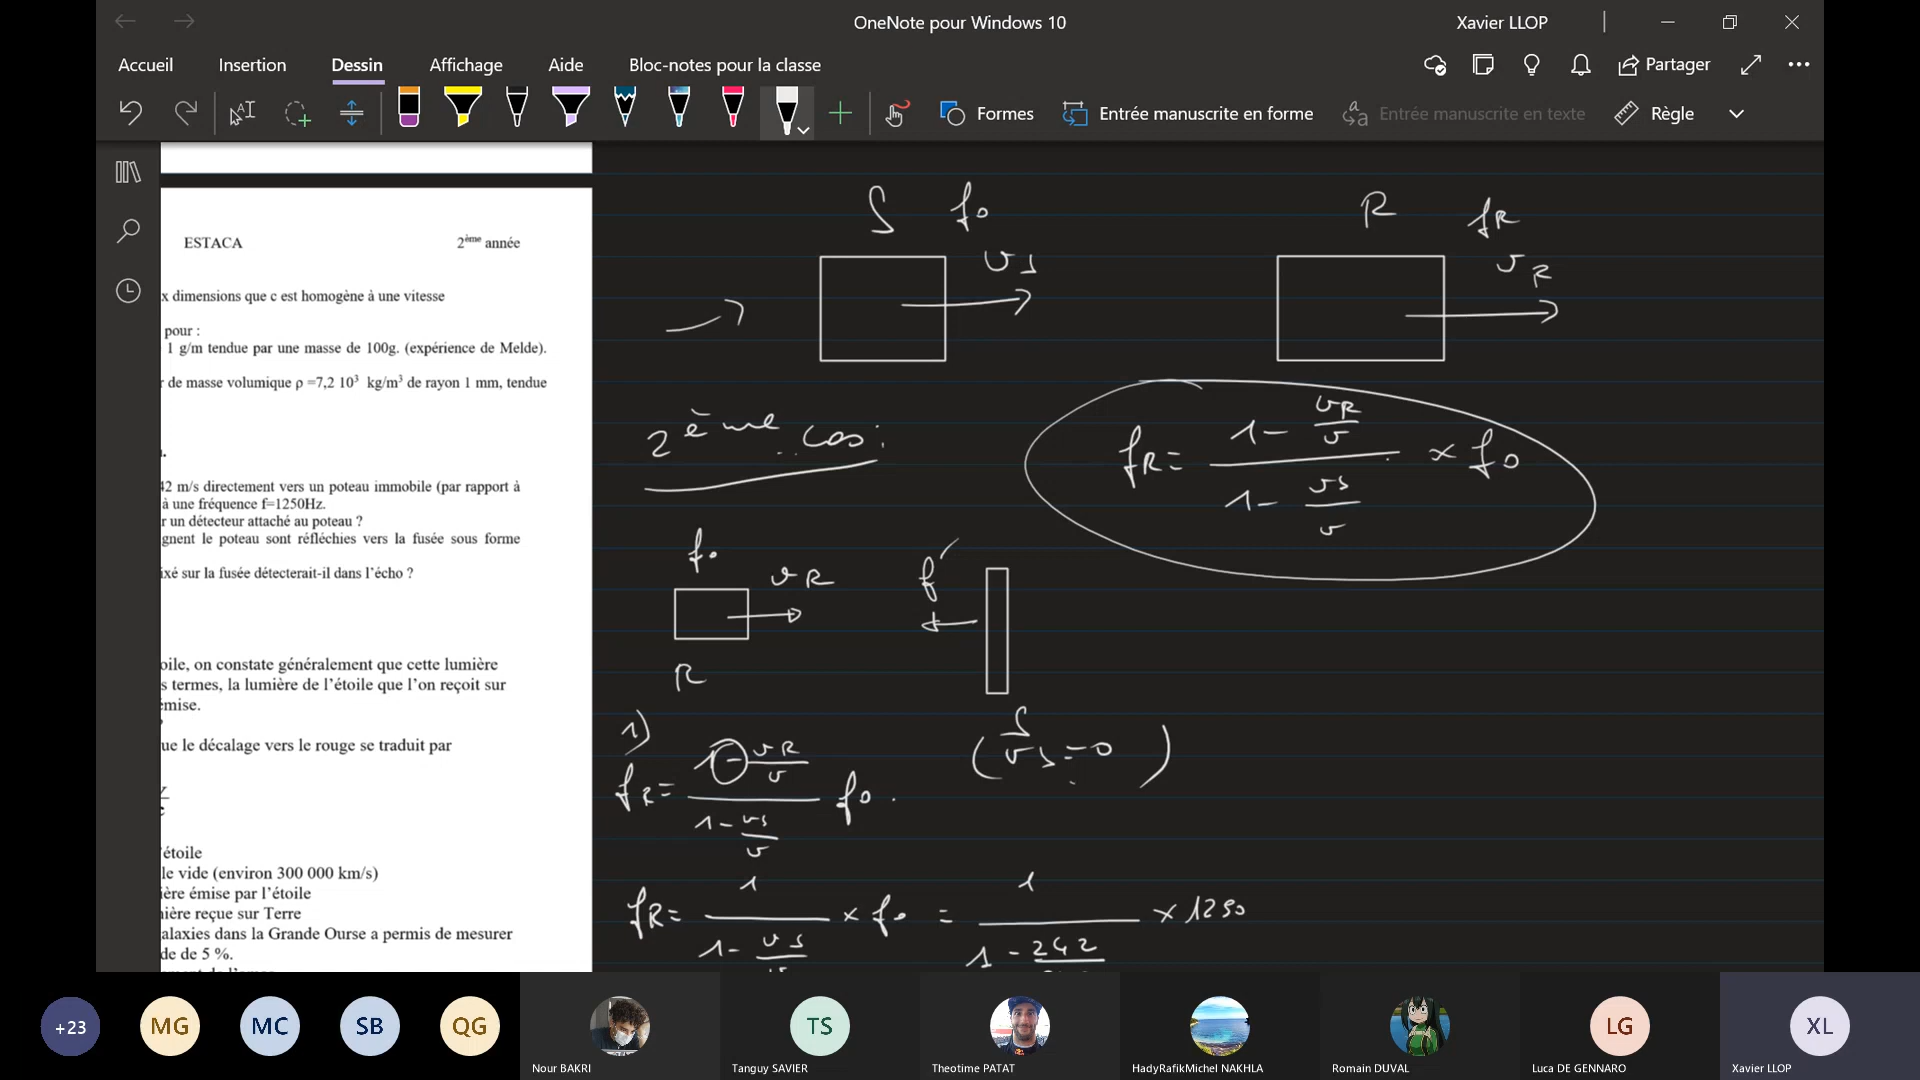 OneNote pour Windows 10
Xavier LLOP
Accueil Insertion Dessin Affichage Aide Bloc-notes pour la classe
Partager
Formes Entrée manuscrite en forme Entrée manuscrite en texte Règle
ESTACA 2ème année
x dimensions que c est homogène à une vitesse
pour :
1 g/m tendue par une masse de 100g. (expérience de Melde).
r de masse volumique ρ =7,2 10³ kg/m³ de rayon 1 mm, tendue
42 m/s directement vers un poteau immobile (par rapport à
à une fréquence f=1250Hz.
r un détecteur attaché au poteau ?
gnent le poteau sont réfléchies vers la fusée sous forme
ixé sur la fusée détecterait-il dans l'écho ?
oile, on constate généralement que cette lumière
s termes, la lumière de l'étoile que l'on reçoit sur
émise.
ue le décalage vers le rouge se traduit par
c
'étoile
le vide (environ 300 000 km/s)
ière émise par l'étoile
nière reçue sur Terre
galaxies dans la Grande Ourse a permis de mesurer
de de 5 %.
S f0 R fR
vS vR
2ème cas:
fR = (1 - vR/v) / (1 - vS/v) × f0
f0 vR f'
R S
(vS = 0)
1)
fR = (1 - vR/v) / (1 - vS/v) f0.
fR = 1 / (1 - vS/v) × f0 = 1 / (1 - 242 × 1250
+23 MG MC SB QG TS LG XL
Nour BAKRI Tanguy SAVIER Theotime PATAT HadyRafikMichel NAKHLA Romain DUVAL Luca DE GENNARO Xavier LLOP